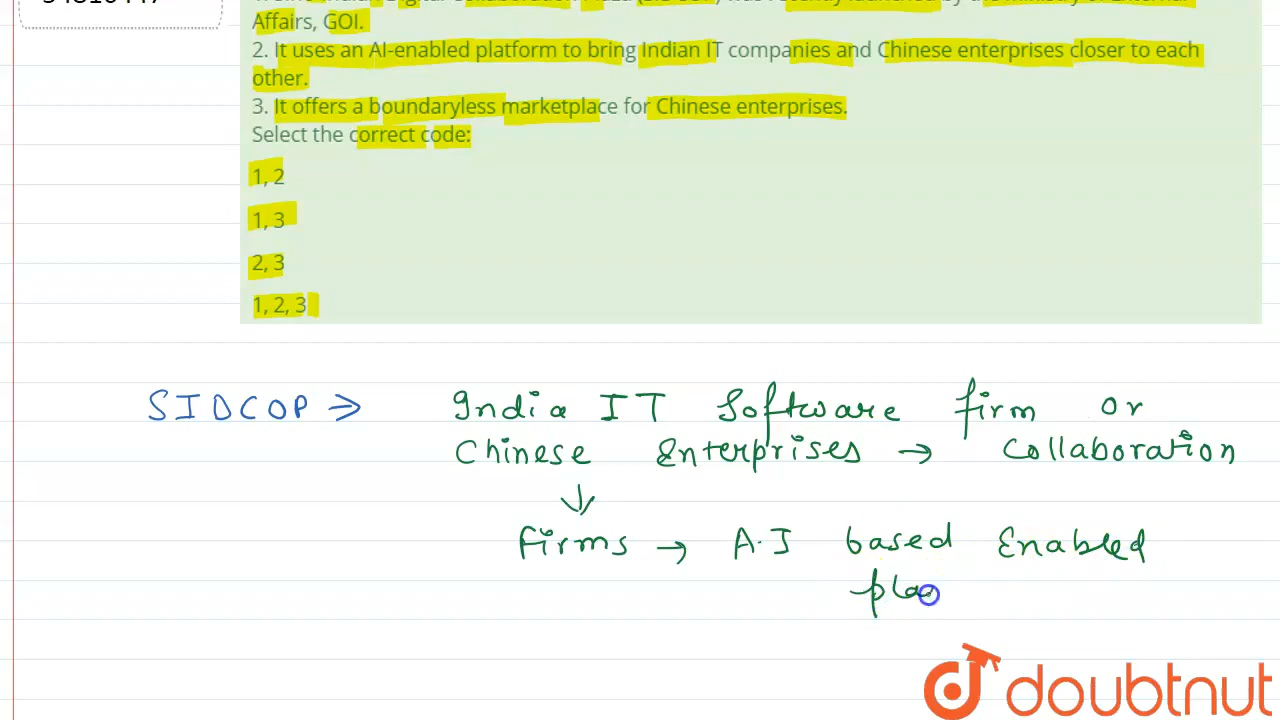 Affairs, GOI.
2. It uses an AI-enabled platform to bring Indian IT companies and Chinese enterprises closer to each
other.
3. It offers a boundaryless marketplace for Chinese enterprises.
Select the correct code:
1, 2
1, 3
2, 3
1, 2, 3
SIDCOP → India IT Software firm or
Chinese Enterprises → Collaboration
↓
firms → A.I based Enabled
pla
doubtnut